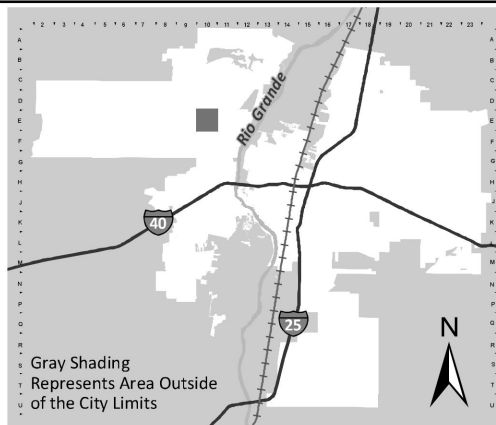 2 3 4 5 6 7 8 9 10 11 12 13 14 15 16 17 18 19 20 21 22 23
A
B
C
D
E
F
G
H
J
K
L
M
N
P
Q
R
S
T
U
A
B
C
D
E
F
G
H
J
K
L
M
N
P
Q
R
S
T
U
Rio Grande
40
25
N
Gray Shading
Represents Area Outside
of the City Limits